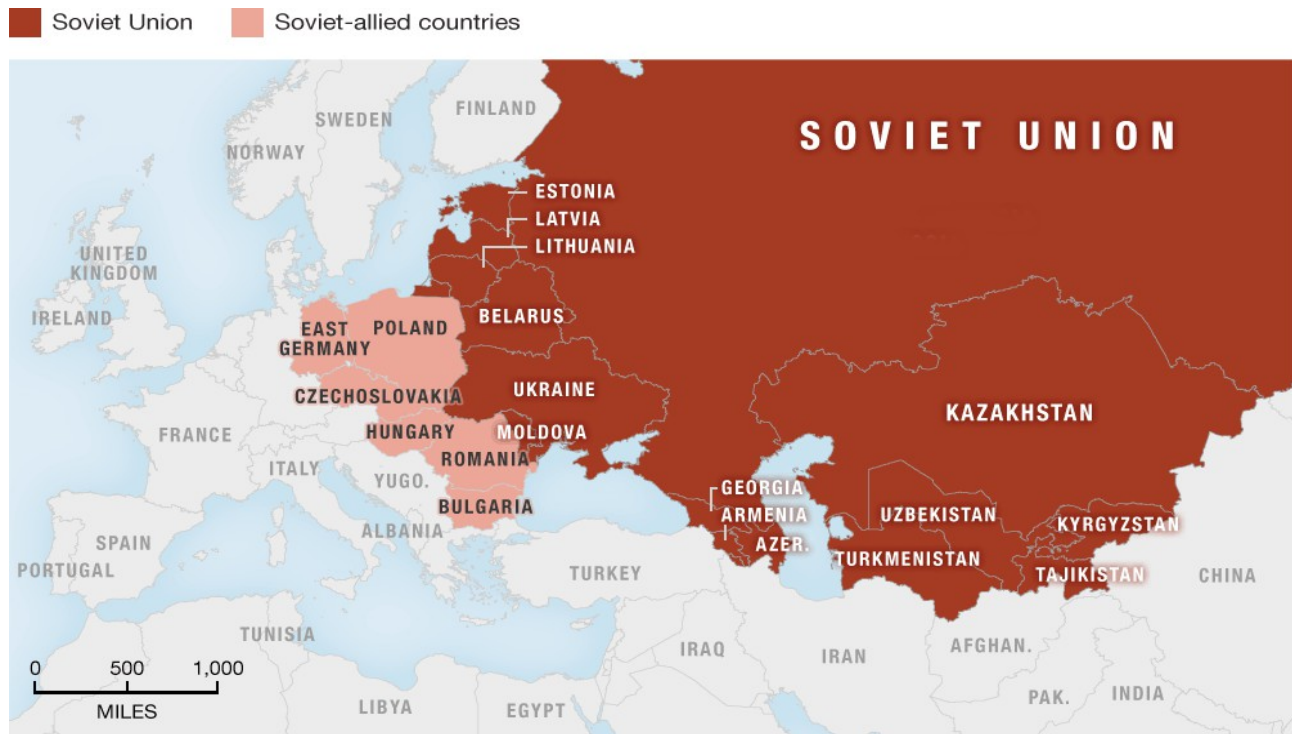 Soviet Union
Soviet-allied countries
FINLAND
SWEDEN
NORWAY
SOVIET UNION
ESTONIA
LATVIA
LITHUANIA
UNITED
KINGDOM
IRELAND
BELARUS
EAST
GERMANY
POLAND
UKRAINE
CZECHOSLOVAKIA
KAZAKHSTAN
FRANCE
HUNGARY
MOLDOVA
ROMANIA
ITALY
YUGO.
GEORGIA
BULGARIA
ARMENIA
UZBEKISTAN
KYRGYZSTAN
ALBANIA
SPAIN
AZER.
TURKMENISTAN
PORTUGAL
TURKEY
TAJIKISTAN
CHINA
TUNISIA
IRAQ
IRAN
AFGHAN.
0 500 1,000
MILES
LIBYA
EGYPT
PAK.
INDIA